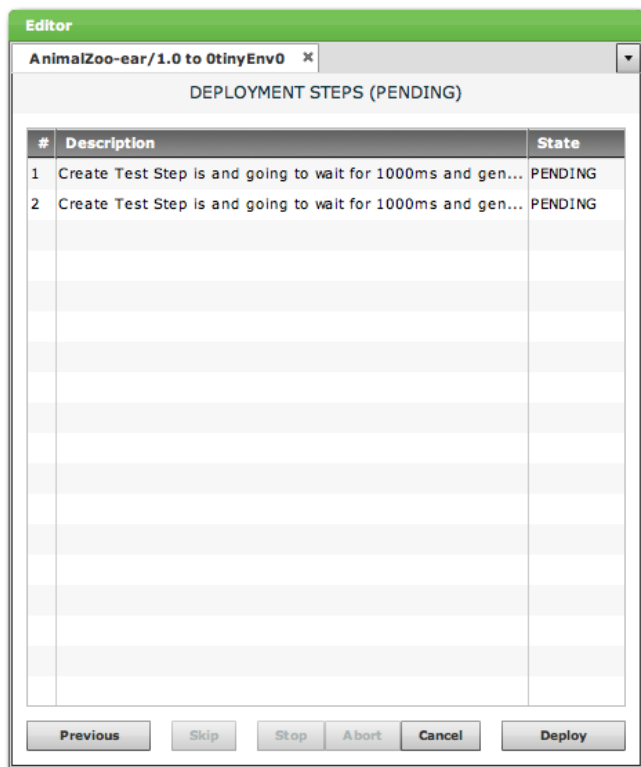 Editor
AnimalZoo-ear/1.0 to 0tinyEnv0
DEPLOYMENT STEPS (PENDING)
# Description State
1 Create Test Step is and going to wait for 1000ms and gen... PENDING
2 Create Test Step is and going to wait for 1000ms and gen... PENDING
Previous Skip Stop Abort Cancel Deploy